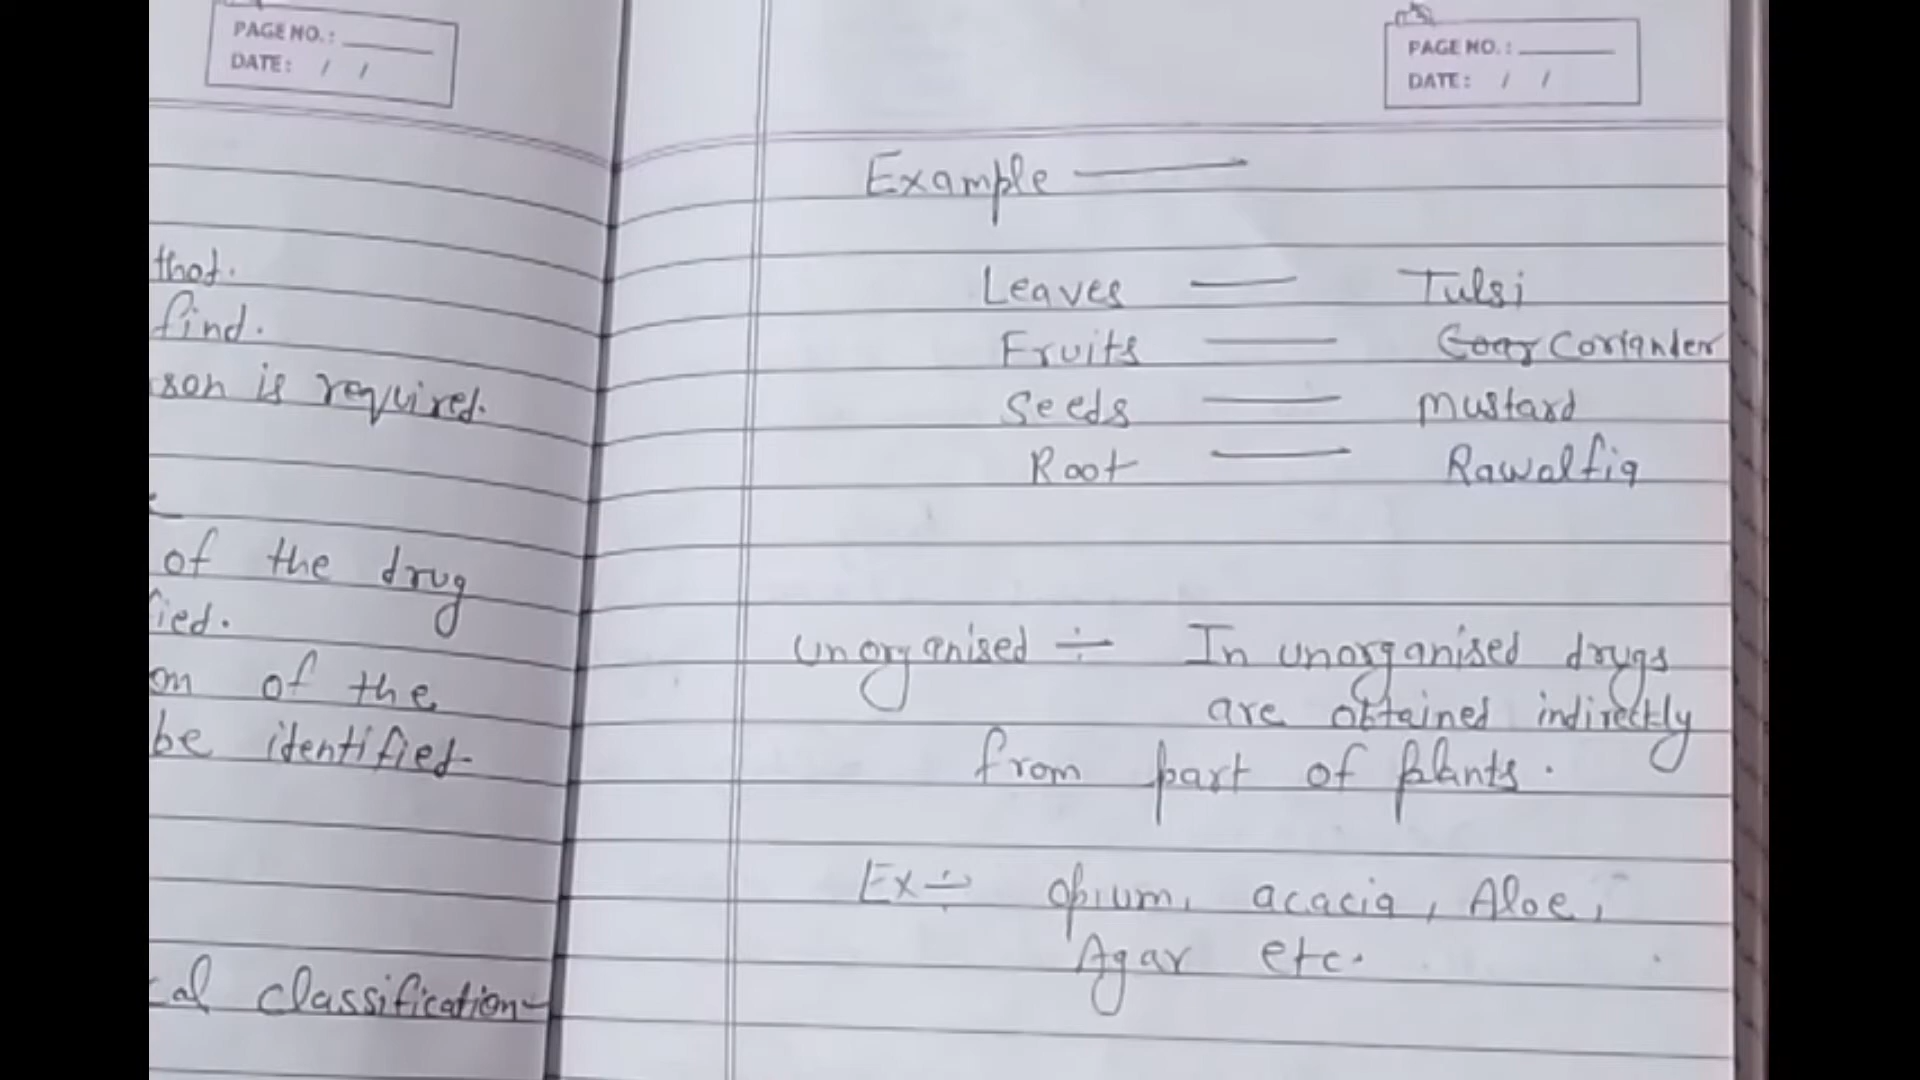 PAGE NO.:
DATE: / /
that.
find.
son is required.
of the drug
ied.
om of the
be identified.
al classification-
PAGE NO.:
DATE: / /
Example —
Leaves — Tulsi
Fruits — Coriander
Seeds — Mustard
Root — Rawalfia
unorganised ÷ In unorganised drugs
are obtained indirectly
from part of plants.
Ex ÷ opium, acacia, Aloe,
Agar etc.